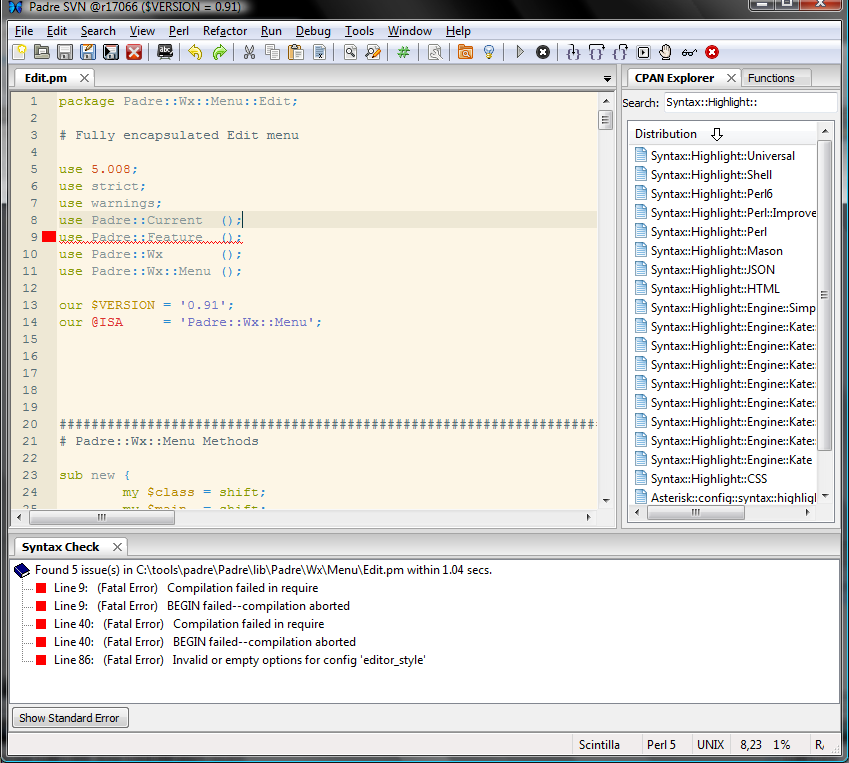 Padre SVN @r17066 ($VERSION = 0.91)
File Edit Search View Perl Refactor Run Debug Tools Window Help
Edit.pm
1 package Padre::Wx::Menu::Edit;
2
3 # Fully encapsulated Edit menu
4
5 use 5.008;
6 use strict;
7 use warnings;
8 use Padre::Current ();
9 use Padre::Feature ();
10 use Padre::Wx ();
11 use Padre::Wx::Menu ();
12
13 our $VERSION = '0.91';
14 our @ISA = 'Padre::Wx::Menu';
15
16
17
18
19
20 ####################################################################
21 # Padre::Wx::Menu Methods
22
23 sub new {
24 my $class = shift;
25 my $main = shift;
CPAN Explorer Functions
Search: Syntax::Highlight::
Distribution
Syntax::Highlight::Universal
Syntax::Highlight::Shell
Syntax::Highlight::Perl6
Syntax::Highlight::Perl::Improve
Syntax::Highlight::Perl
Syntax::Highlight::Mason
Syntax::Highlight::JSON
Syntax::Highlight::HTML
Syntax::Highlight::Engine::Simp
Syntax::Highlight::Engine::Kate:
Syntax::Highlight::Engine::Kate:
Syntax::Highlight::Engine::Kate:
Syntax::Highlight::Engine::Kate:
Syntax::Highlight::Engine::Kate:
Syntax::Highlight::Engine::Kate:
Syntax::Highlight::Engine::Kate:
Syntax::Highlight::Engine::Kate
Syntax::Highlight::CSS
Asterisk::config::syntax::highlig
Syntax Check
Found 5 issue(s) in C:\tools\padre\Padre\lib\Padre\Wx\Menu\Edit.pm within 1.04 secs.
Line 9: (Fatal Error) Compilation failed in require
Line 9: (Fatal Error) BEGIN failed--compilation aborted
Line 40: (Fatal Error) Compilation failed in require
Line 40: (Fatal Error) BEGIN failed--compilation aborted
Line 86: (Fatal Error) Invalid or empty options for config 'editor_style'
Show Standard Error
Scintilla Perl 5 UNIX 8,23 1%